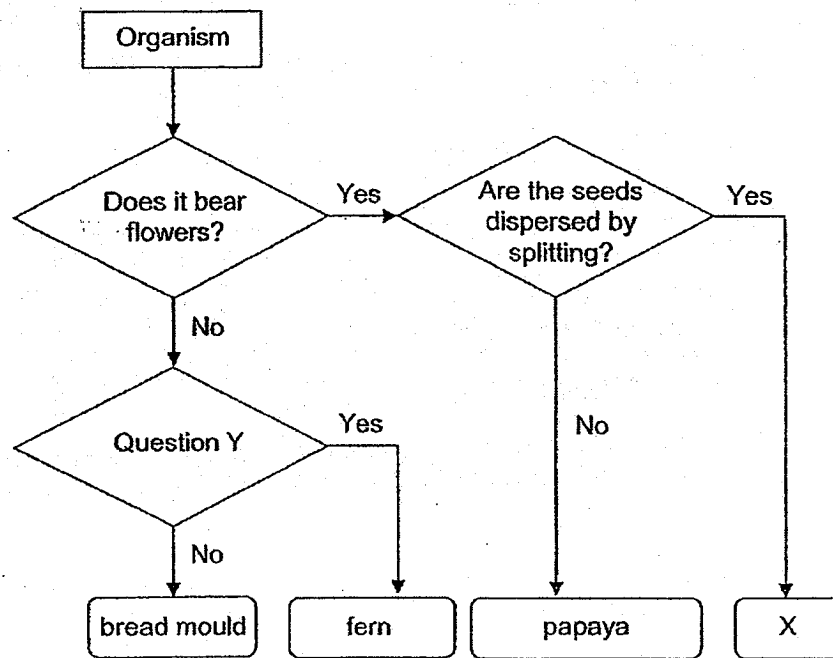 Organism
Does it bear
flowers?
Yes
Are the seeds
dispersed by
splitting?
Yes
No
Question Y
Yes
No
No
bread mould
fern
papaya
X